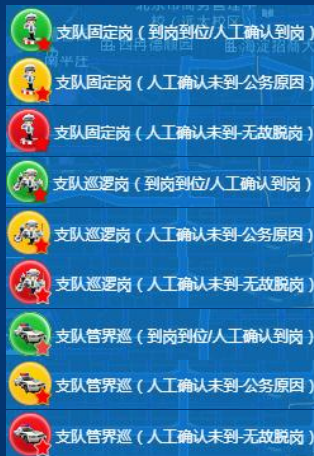 支队固定岗（到岗到位/人工确认到岗）
支队固定岗（人工确认未到-公务原因）
支队固定岗（人工确认未到-无故脱岗）
支队巡逻岗（到岗到位/人工确认到岗）
支队巡逻岗（人工确认未到-公务原因）
支队巡逻岗（人工确认未到-无故脱岗）
支队管界巡（到岗到位/人工确认到岗）
支队管界巡（人工确认未到-公务原因）
支队管界巡（人工确认未到-无故脱岗）